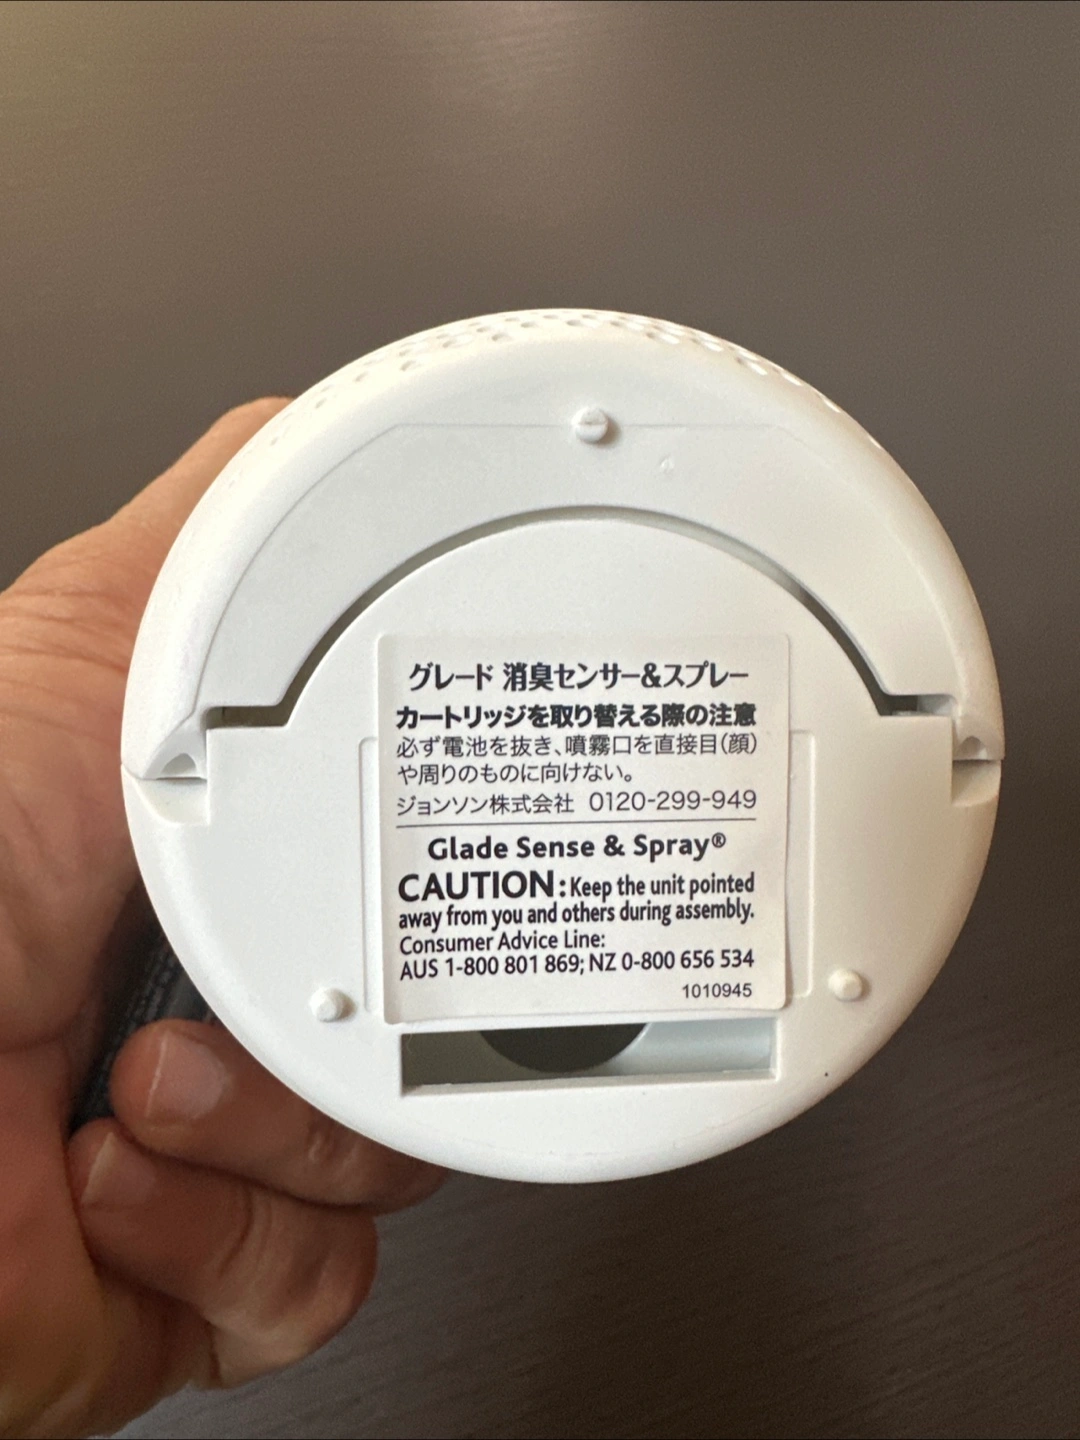 グレード 消臭センサー&スプレー
カートリッジを取り替える際の注意
必ず電池を抜き、噴霧口を直接目(顔)
や周りのものに向けない。
ジョンソン株式会社 0120-299-949
Glade Sense & Spray®
CAUTION: Keep the unit pointed
away from you and others during assembly.
Consumer Advice Line:
AUS 1-800 801 869; NZ 0-800 656 534
1010945